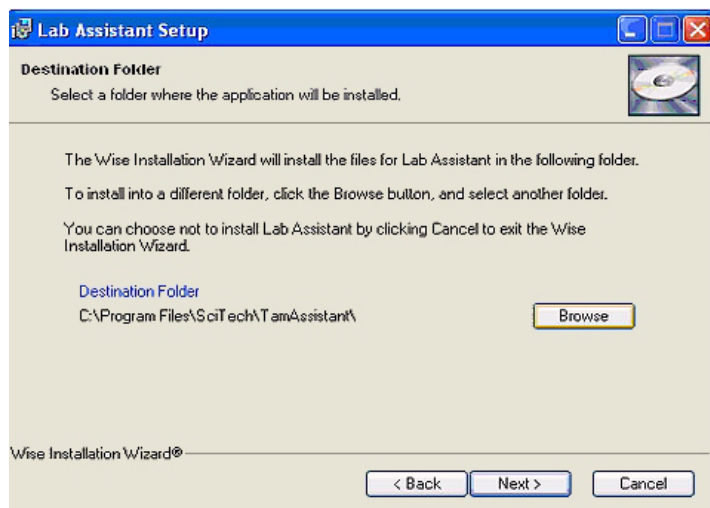 Lab Assistant Setup
Destination Folder
Select a folder where the application will be installed.
The Wise Installation Wizard will install the files for Lab Assistant in the following folder.
To install into a different folder, click the Browse button, and select another folder.
You can choose not to install Lab Assistant by clicking Cancel to exit the Wise
Installation Wizard.
Destination Folder
C:\Program Files\SciTech\TamAssistant\
Browse
Wise Installation Wizard®
< Back
Next >
Cancel